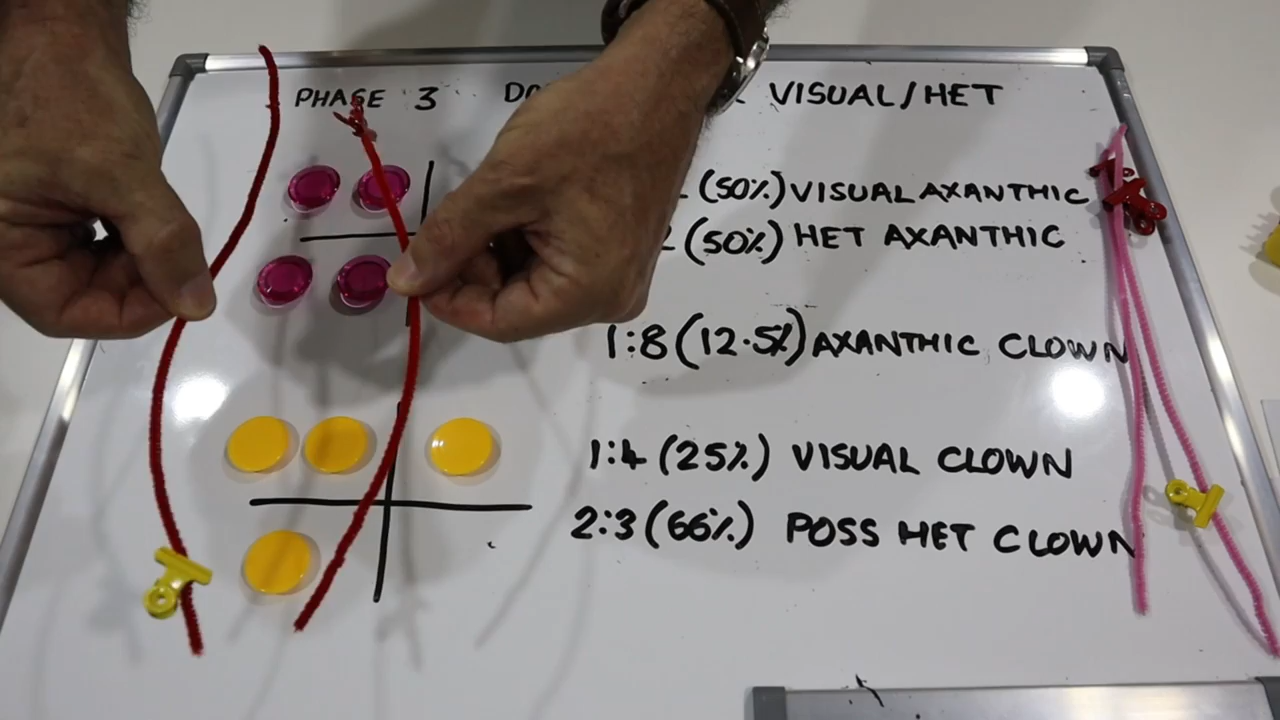 PHASE 3 VISUAL/HET
(50%) VISUAL AXANTHIC
(50%) HET AXANTHIC
1:8 (12.5%) AXANTHIC CLOWN
1:4 (25%) VISUAL CLOWN
2:3 (66%) POSS HET CLOWN